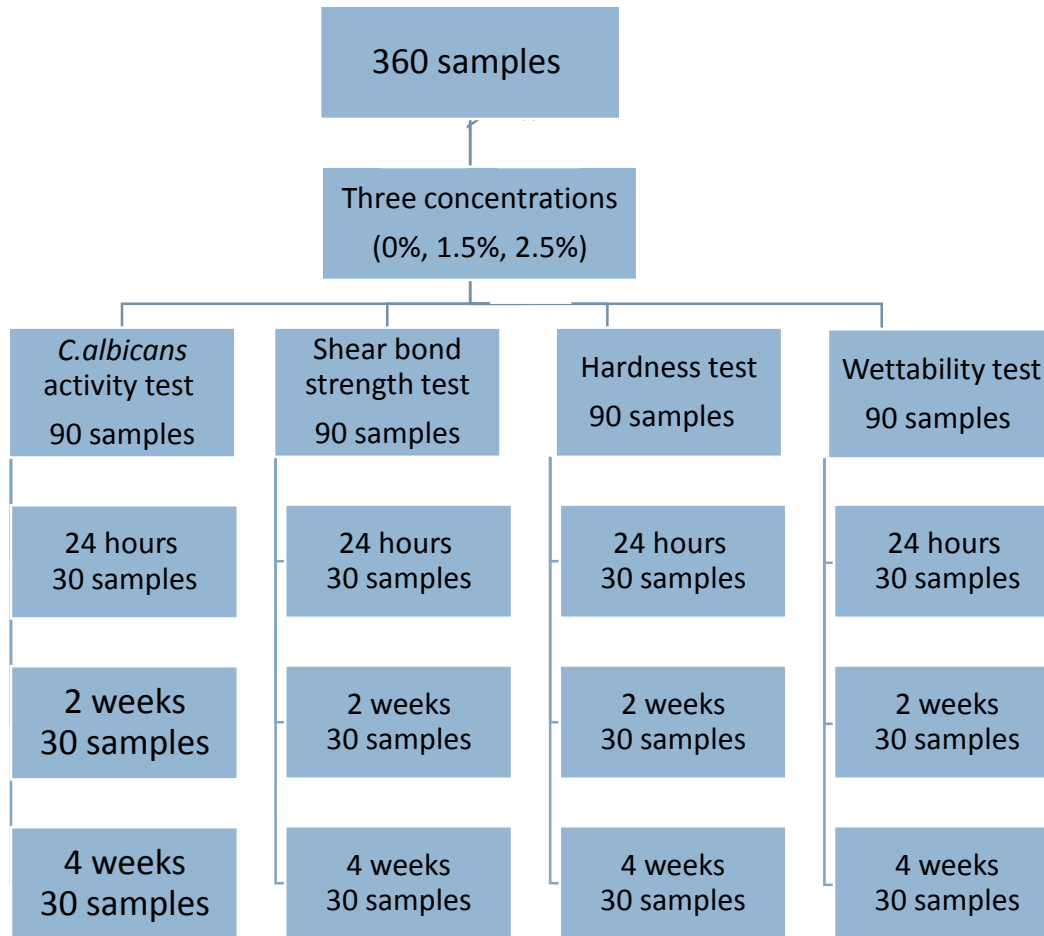 360 samples
Three concentrations
(0%, 1.5%, 2.5%)
C.albicans
activity test
90 samples
Shear bond
strength test
90 samples
Hardness test
90 samples
Wettability test
90 samples
24 hours
30 samples
24 hours
30 samples
24 hours
30 samples
24 hours
30 samples
2 weeks
30 samples
2 weeks
30 samples
2 weeks
30 samples
2 weeks
30 samples
4 weeks
30 samples
4 weeks
30 samples
4 weeks
30 samples
4 weeks
30 samples